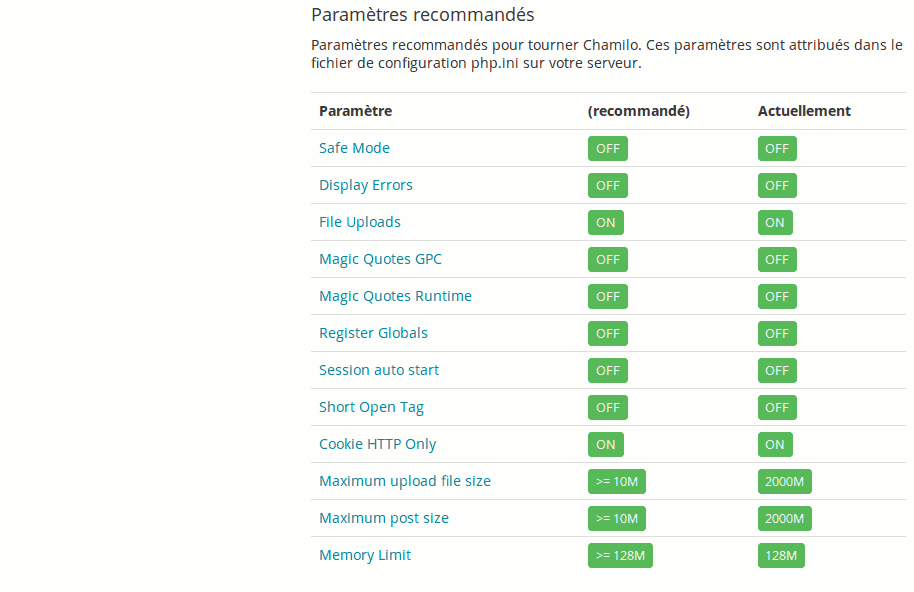 Paramètres recommandés
Paramètres recommandés pour tourner Chamilo. Ces paramètres sont attribués dans le
fichier de configuration php.ini sur votre serveur.
Paramètre (recommandé) Actuellement
Safe Mode OFF OFF
Display Errors OFF OFF
File Uploads ON ON
Magic Quotes GPC OFF OFF
Magic Quotes Runtime OFF OFF
Register Globals OFF OFF
Session auto start OFF OFF
Short Open Tag OFF OFF
Cookie HTTP Only ON ON
Maximum upload file size >= 10M 2000M
Maximum post size >= 10M 2000M
Memory Limit >= 128M 128M